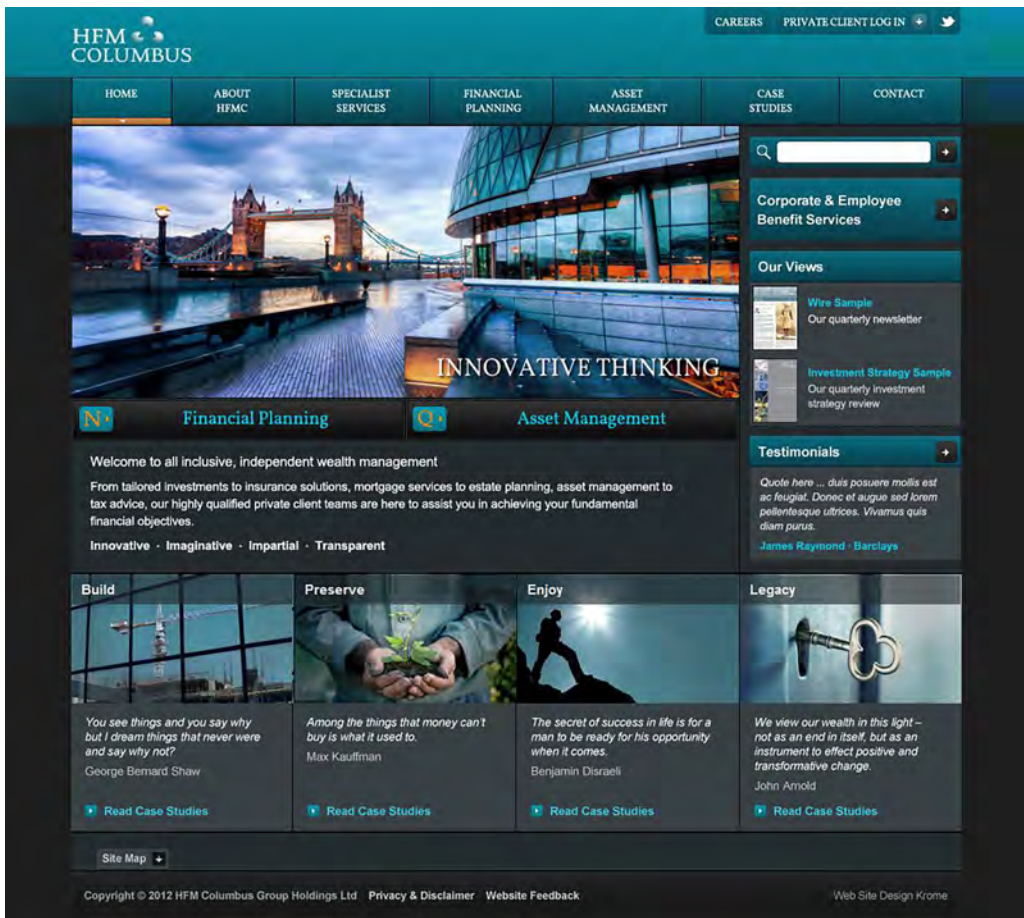 HFM
COLUMBUS
CAREERS PRIVATE CLIENT LOG IN
HOME
ABOUT
HFMC
SPECIALIST
SERVICES
FINANCIAL
PLANNING
ASSET
MANAGEMENT
CASE
STUDIES
CONTACT
INNOVATIVE THINKING
N Financial Planning
Q Asset Management
Welcome to all inclusive, independent wealth management
From tailored investments to insurance solutions, mortgage services to estate planning, asset management to
tax advice, our highly qualified private client teams are here to assist you in achieving your fundamental
financial objectives.
Innovative · Imaginative · Impartial · Transparent
Corporate & Employee
Benefit Services
Our Views
Wire Sample
Our quarterly newsletter
Investment Strategy Sample
Our quarterly investment
strategy review
Testimonials
Quote here ... duis posuere mollis est
ac feugiat. Donec et augue sed lorem
pellentesque ultrices. Vivamus quis
diam purus.
James Raymond · Barclays
Build
You see things and you say why
but I dream things that never were
and say why not?
George Bernard Shaw
Read Case Studies
Preserve
Among the things that money can't
buy is what it used to.
Max Kauffman
Read Case Studies
Enjoy
The secret of success in life is for a
man to be ready for his opportunity
when it comes.
Benjamin Disraeli
Read Case Studies
Legacy
We view our wealth in this light –
not as an end in itself, but as an
instrument to effect positive and
transformative change.
John Arnold
Read Case Studies
Site Map
Copyright © 2012 HFM Columbus Group Holdings Ltd Privacy & Disclaimer Website Feedback
Web Site Design Krome